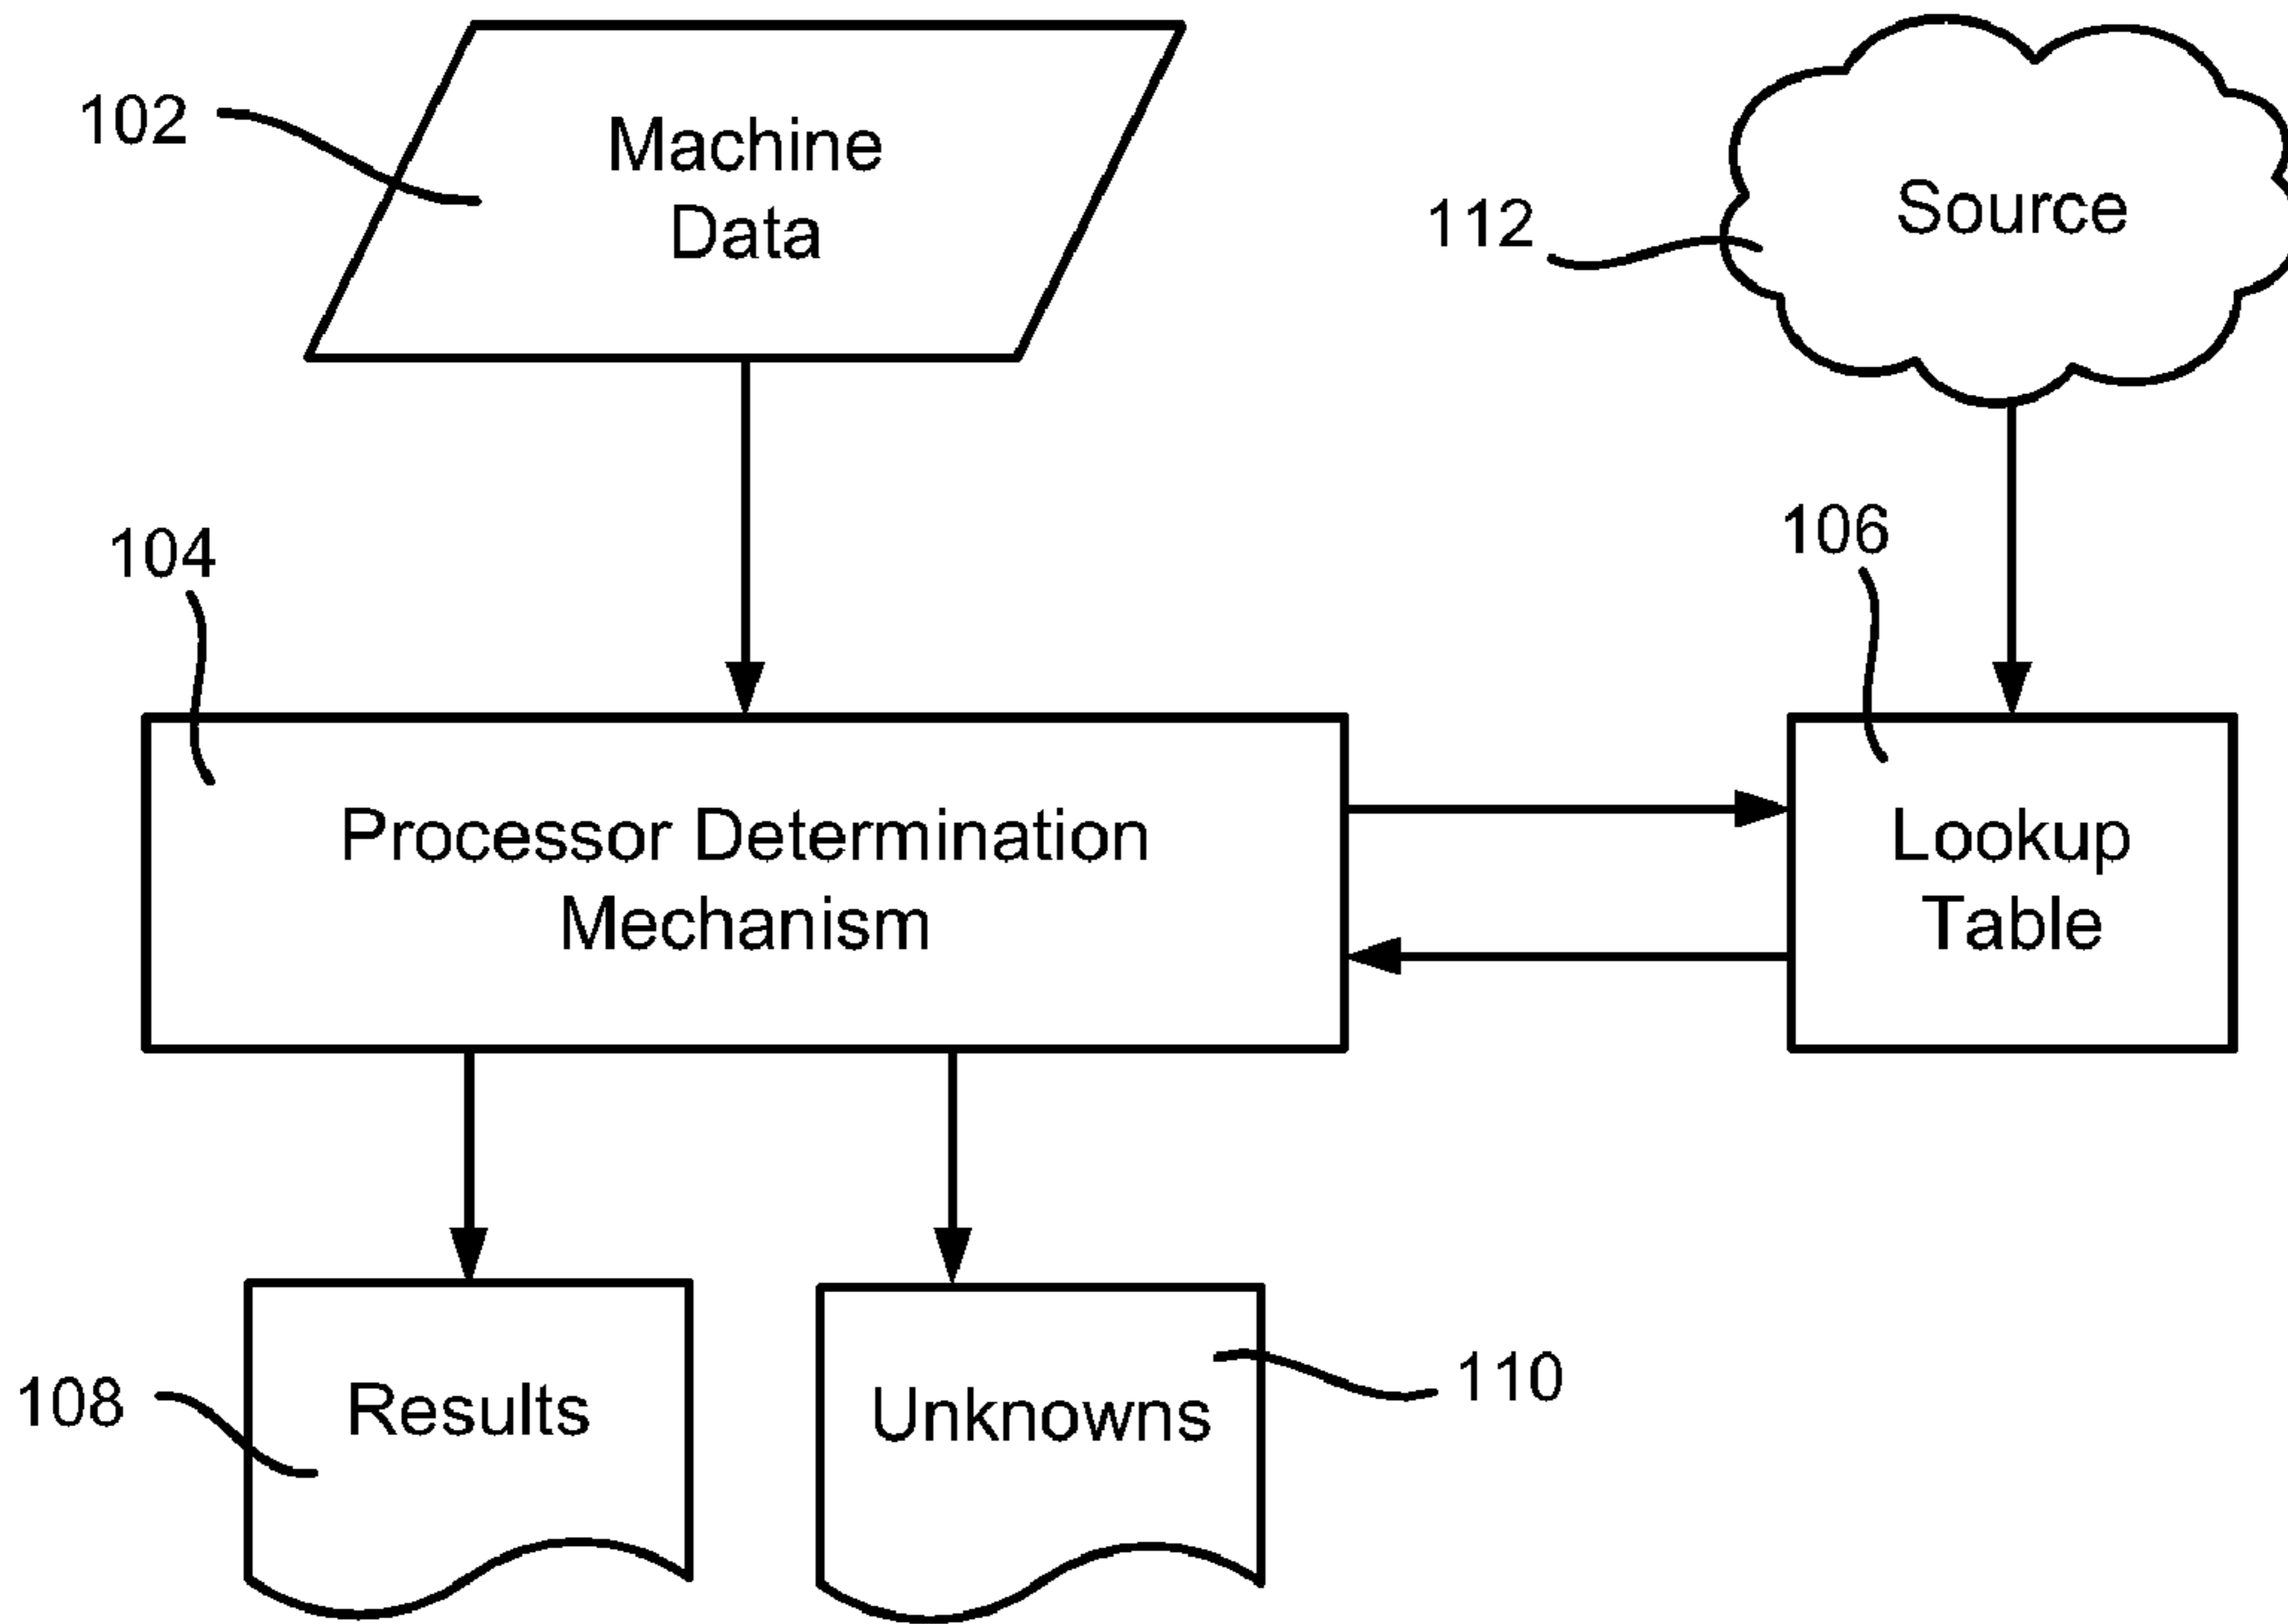 102
Machine
Data
112
Source
104
106
Processor Determination
Mechanism
Lookup
Table
108
Results
Unknowns
110